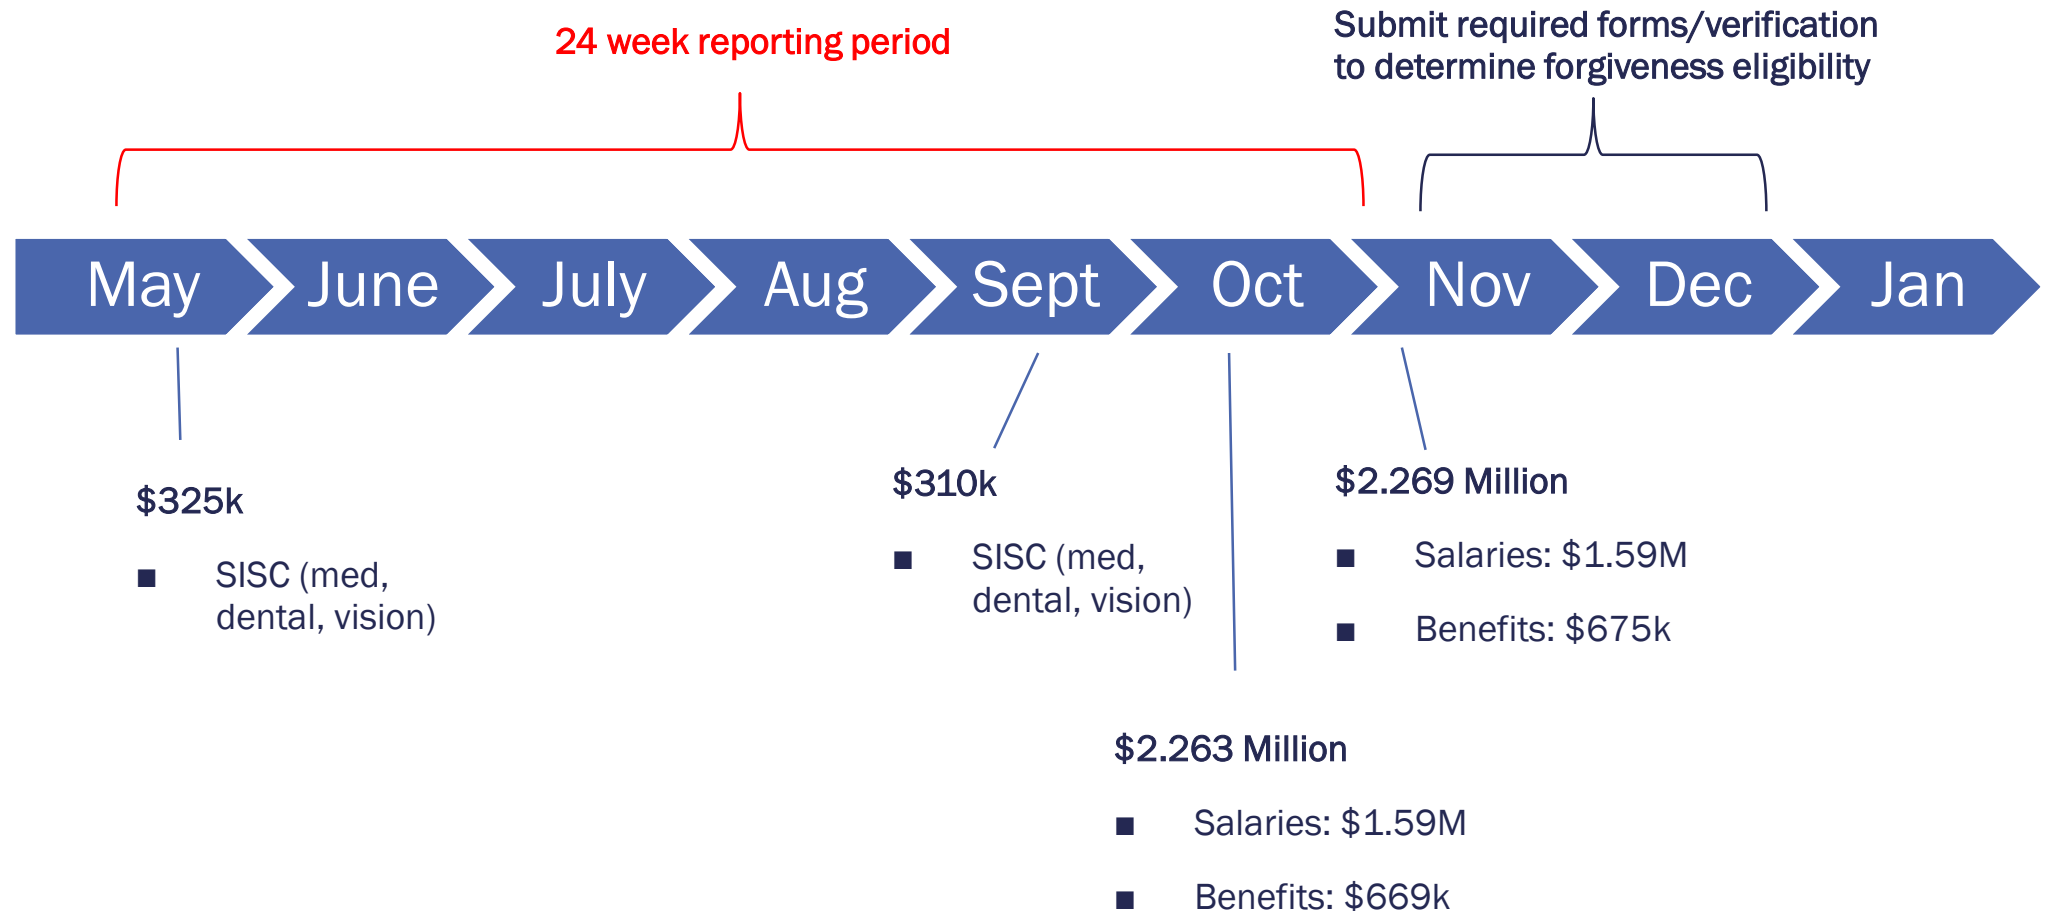 24 week reporting period
Submit required forms/verification
to determine forgiveness eligibility
May
June
July
Aug
Sept
Oct
Nov
Dec
Jan
$325k
■ SISC (med,
dental, vision)
$310k
■ SISC (med,
dental, vision)
$2.269 Million
■ Salaries: $1.59M
■ Benefits: $675k
$2.263 Million
■ Salaries: $1.59M
■ Benefits: $669k